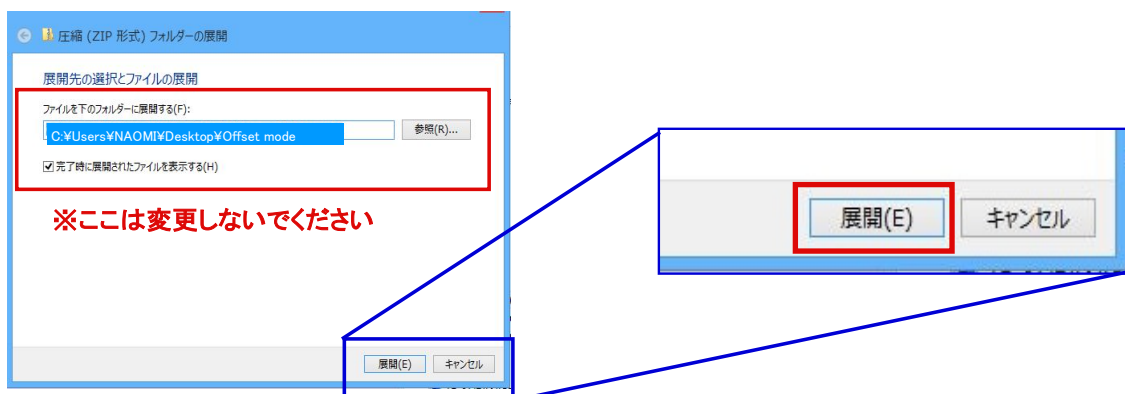 圧縮 (ZIP 形式) フォルダーの展開
展開先の選択とファイルの展開
ファイルを下のフォルダーに展開する(F):
C:¥Users¥NAOMI¥Desktop¥Offset mode
参照(R)...
完了時に展開されたファイルを表示する(H)
※ここは変更しないでください
展開(E) キャンセル
展開(E) キャンセル